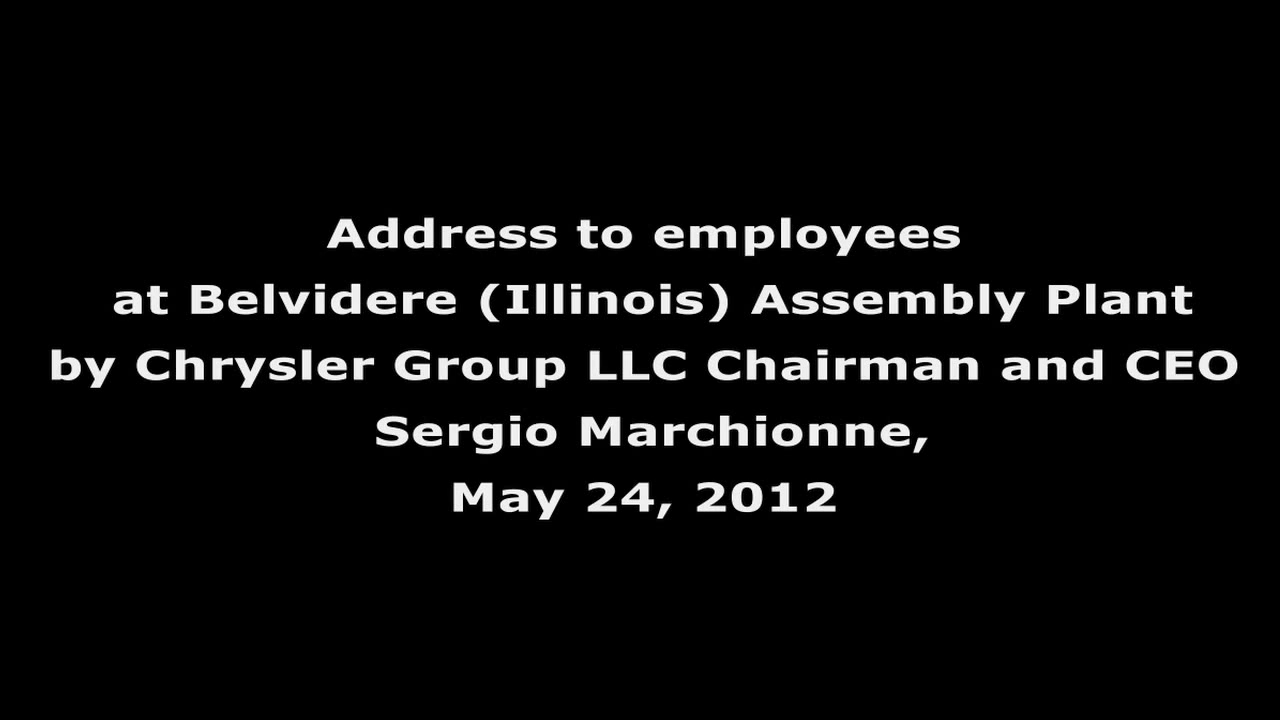 Address to employees
at Belvidere (Illinois) Assembly Plant
by Chrysler Group LLC Chairman and CEO
Sergio Marchionne,
May 24, 2012